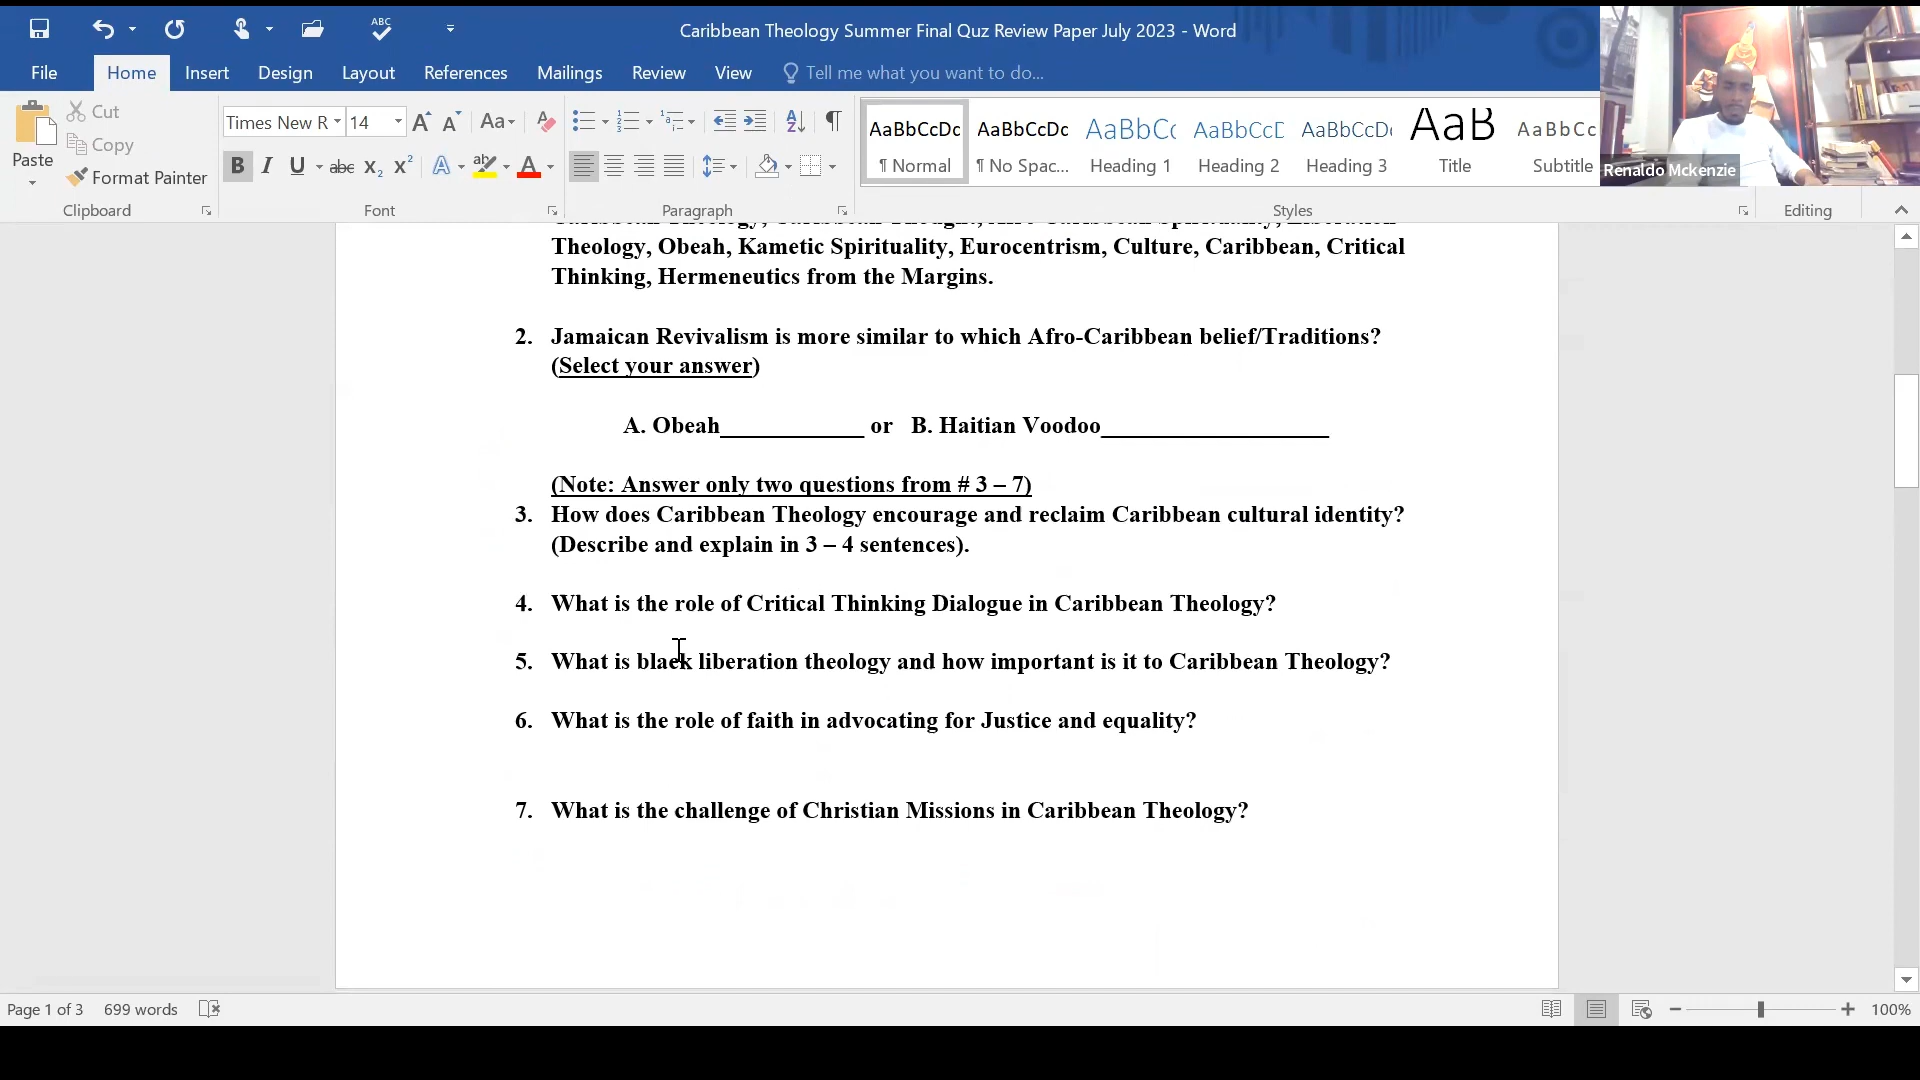 ABC
Caribbean Theology Summer Final Quz Review Paper July 2023 - Word
File Home Insert Design Layout References Mailings Review View Tell me what you want to do...
Paste
Cut
Copy
Format Painter
Clipboard
Times New R 14
Aa
B I U abc X₂ X² A ab A
Font
Paragraph
AaBbCcDc AaBbCcDc AaBbC AaBbCcD AaBbCcD AaB AaBbCc
¶ Normal ¶ No Spac... Heading 1 Heading 2 Heading 3 Title Subtitle
Styles
Editing
Renaldo Mckenzie
Theology, Obeah, Kametic Spirituality, Eurocentrism, Culture, Caribbean, Critical
Thinking, Hermeneutics from the Margins.
2. Jamaican Revivalism is more similar to which Afro-Caribbean belief/Traditions?
(Select your answer)
A. Obeah____________ or B. Haitian Voodoo___________________
(Note: Answer only two questions from # 3 – 7)
3. How does Caribbean Theology encourage and reclaim Caribbean cultural identity?
(Describe and explain in 3 – 4 sentences).
4. What is the role of Critical Thinking Dialogue in Caribbean Theology?
5. What is black liberation theology and how important is it to Caribbean Theology?
6. What is the role of faith in advocating for Justice and equality?
7. What is the challenge of Christian Missions in Caribbean Theology?
Page 1 of 3 699 words 100%